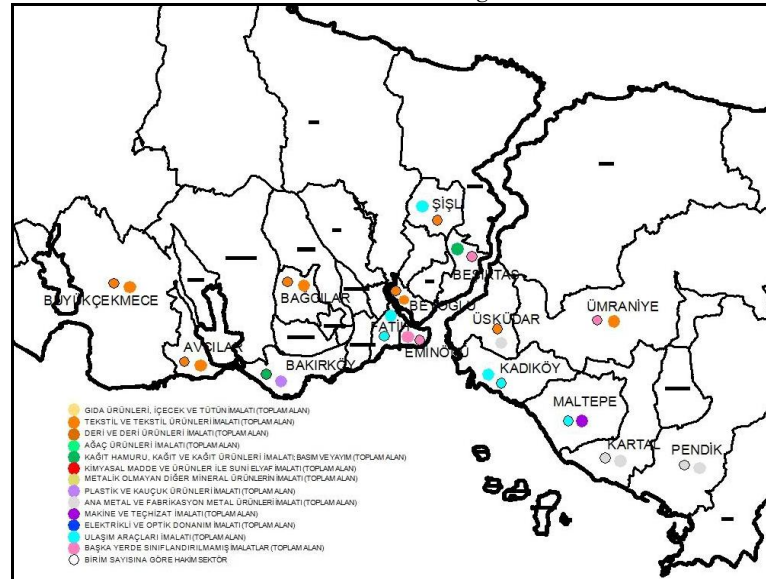 ŞİŞLİ
BEŞİKTAŞ
BÜYÜKÇEKMECE
BAĞCILAR
BEYOĞLU
ÜMRANİYE
ÜSKÜDAR
FATİH
EMİNÖNÜ
AVCILAR
BAKIRKÖY
KADIKÖY
MALTEPE
KARTAL
PENDİK
GIDA ÜRÜNLERİ, İÇECEK VE TÜTÜN İMALATI (TOPLAM ALAN)
TEKSTİL VE TEKSTİL ÜRÜNLERİ İMALATI (TOPLAM ALAN)
DERİ VE DERİ ÜRÜNLERİ İMALATI (TOPLAM ALAN)
AĞAÇ ÜRÜNLERİ İMALATI (TOPLAM ALAN)
KAĞIT HAMURU, KAĞIT VE KAĞIT ÜRÜNLERİ İMALATI; BASIM VE YAYIM (TOPLAM ALAN)
KİMYASAL MADDE VE ÜRÜNLER İLE SUNİ ELYAF İMALATI (TOPLAM ALAN)
METALİK OLMAYAN DİĞER MİNERAL ÜRÜNLERİN İMALATI (TOPLAM ALAN)
PLASTİK VE KAUÇUK ÜRÜNLERİ İMALATI (TOPLAM ALAN)
ANA METAL VE FABRİKASYON METAL ÜRÜNLERİ İMALATI (TOPLAM ALAN)
MAKİNE VE TEÇHİZAT İMALATI (TOPLAM ALAN)
ELEKTRİKLİ VE OPTİK DONANIM İMALATI (TOPLAM ALAN)
ULAŞIM ARAÇLARI İMALATI (TOPLAM ALAN)
BAŞKA YERDE SINIFLANDIRILMAMIŞ İMALATLAR (TOPLAM ALAN)
BİRİM SAYISINA GÖRE HAKİM SEKTÖR